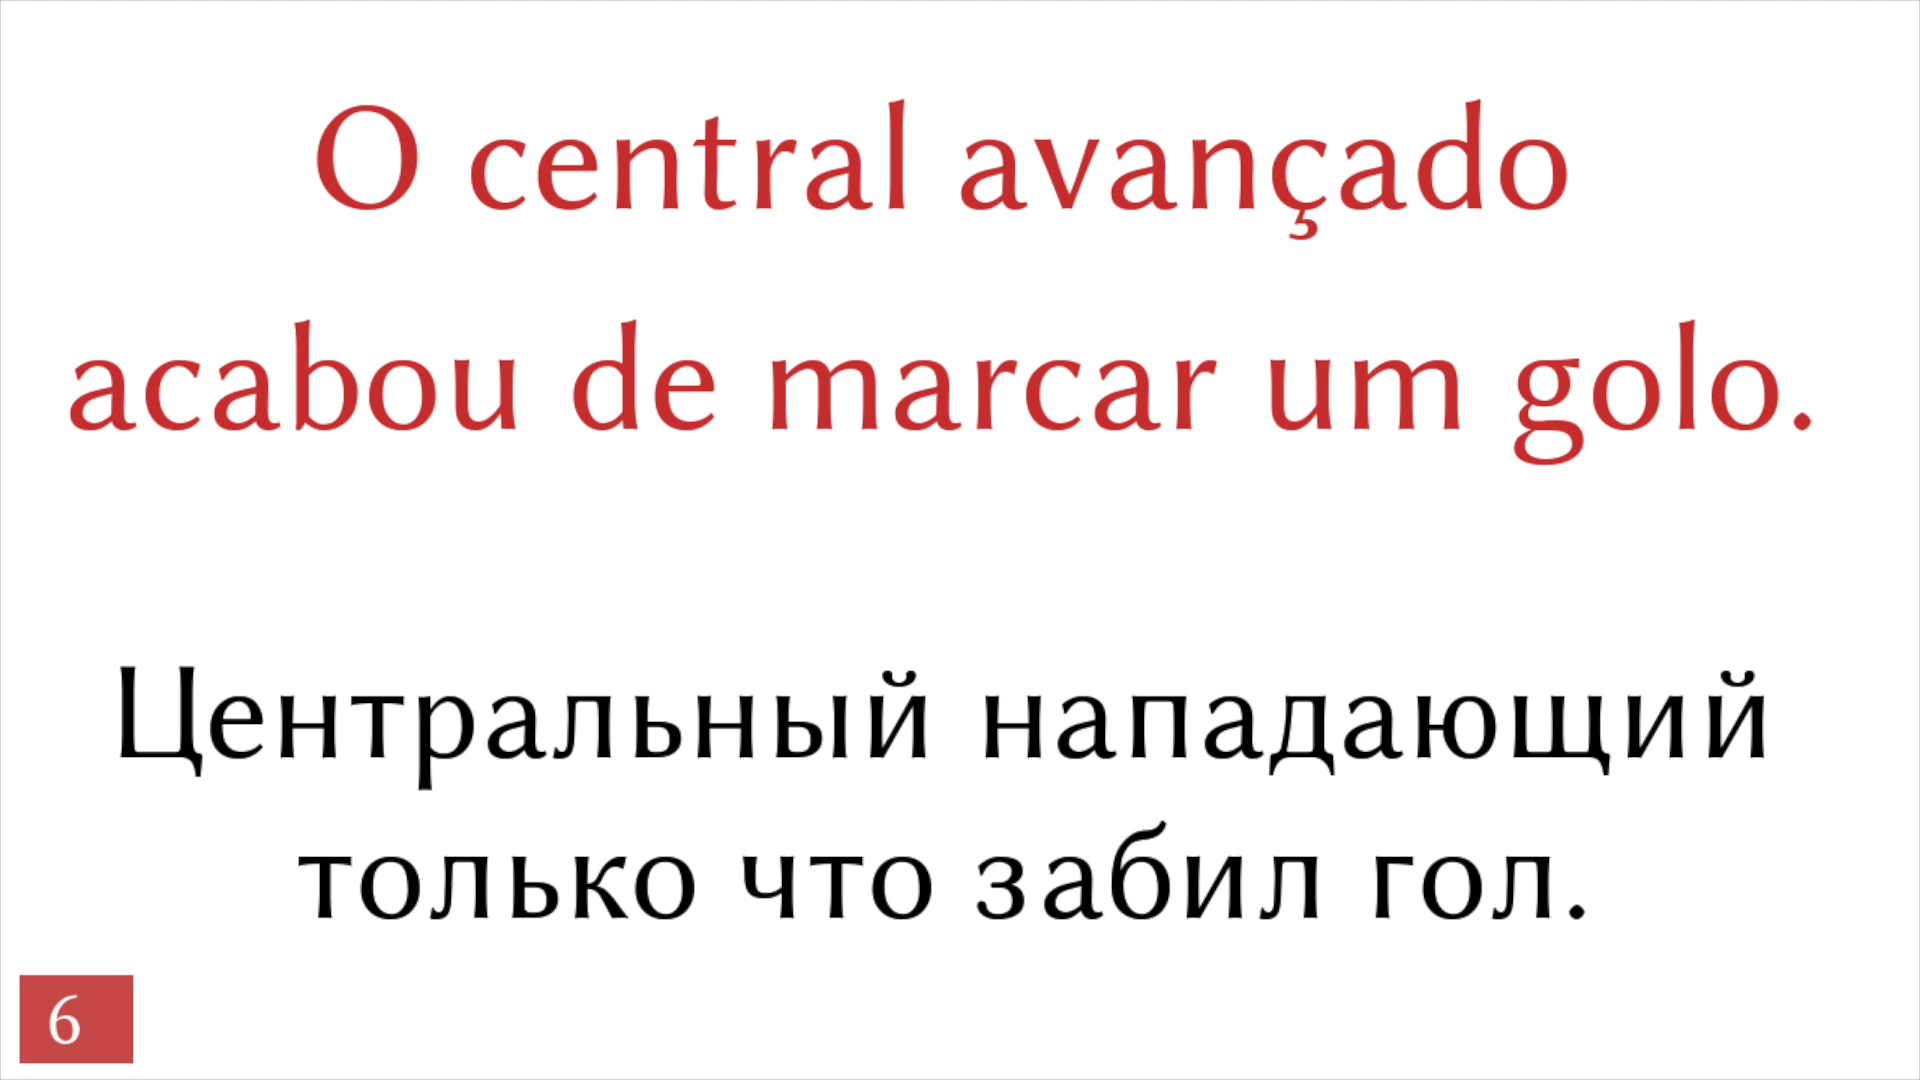 O central avançado
acabou de marcar um golo.
Центральный нападающий
только что забил гол.
6